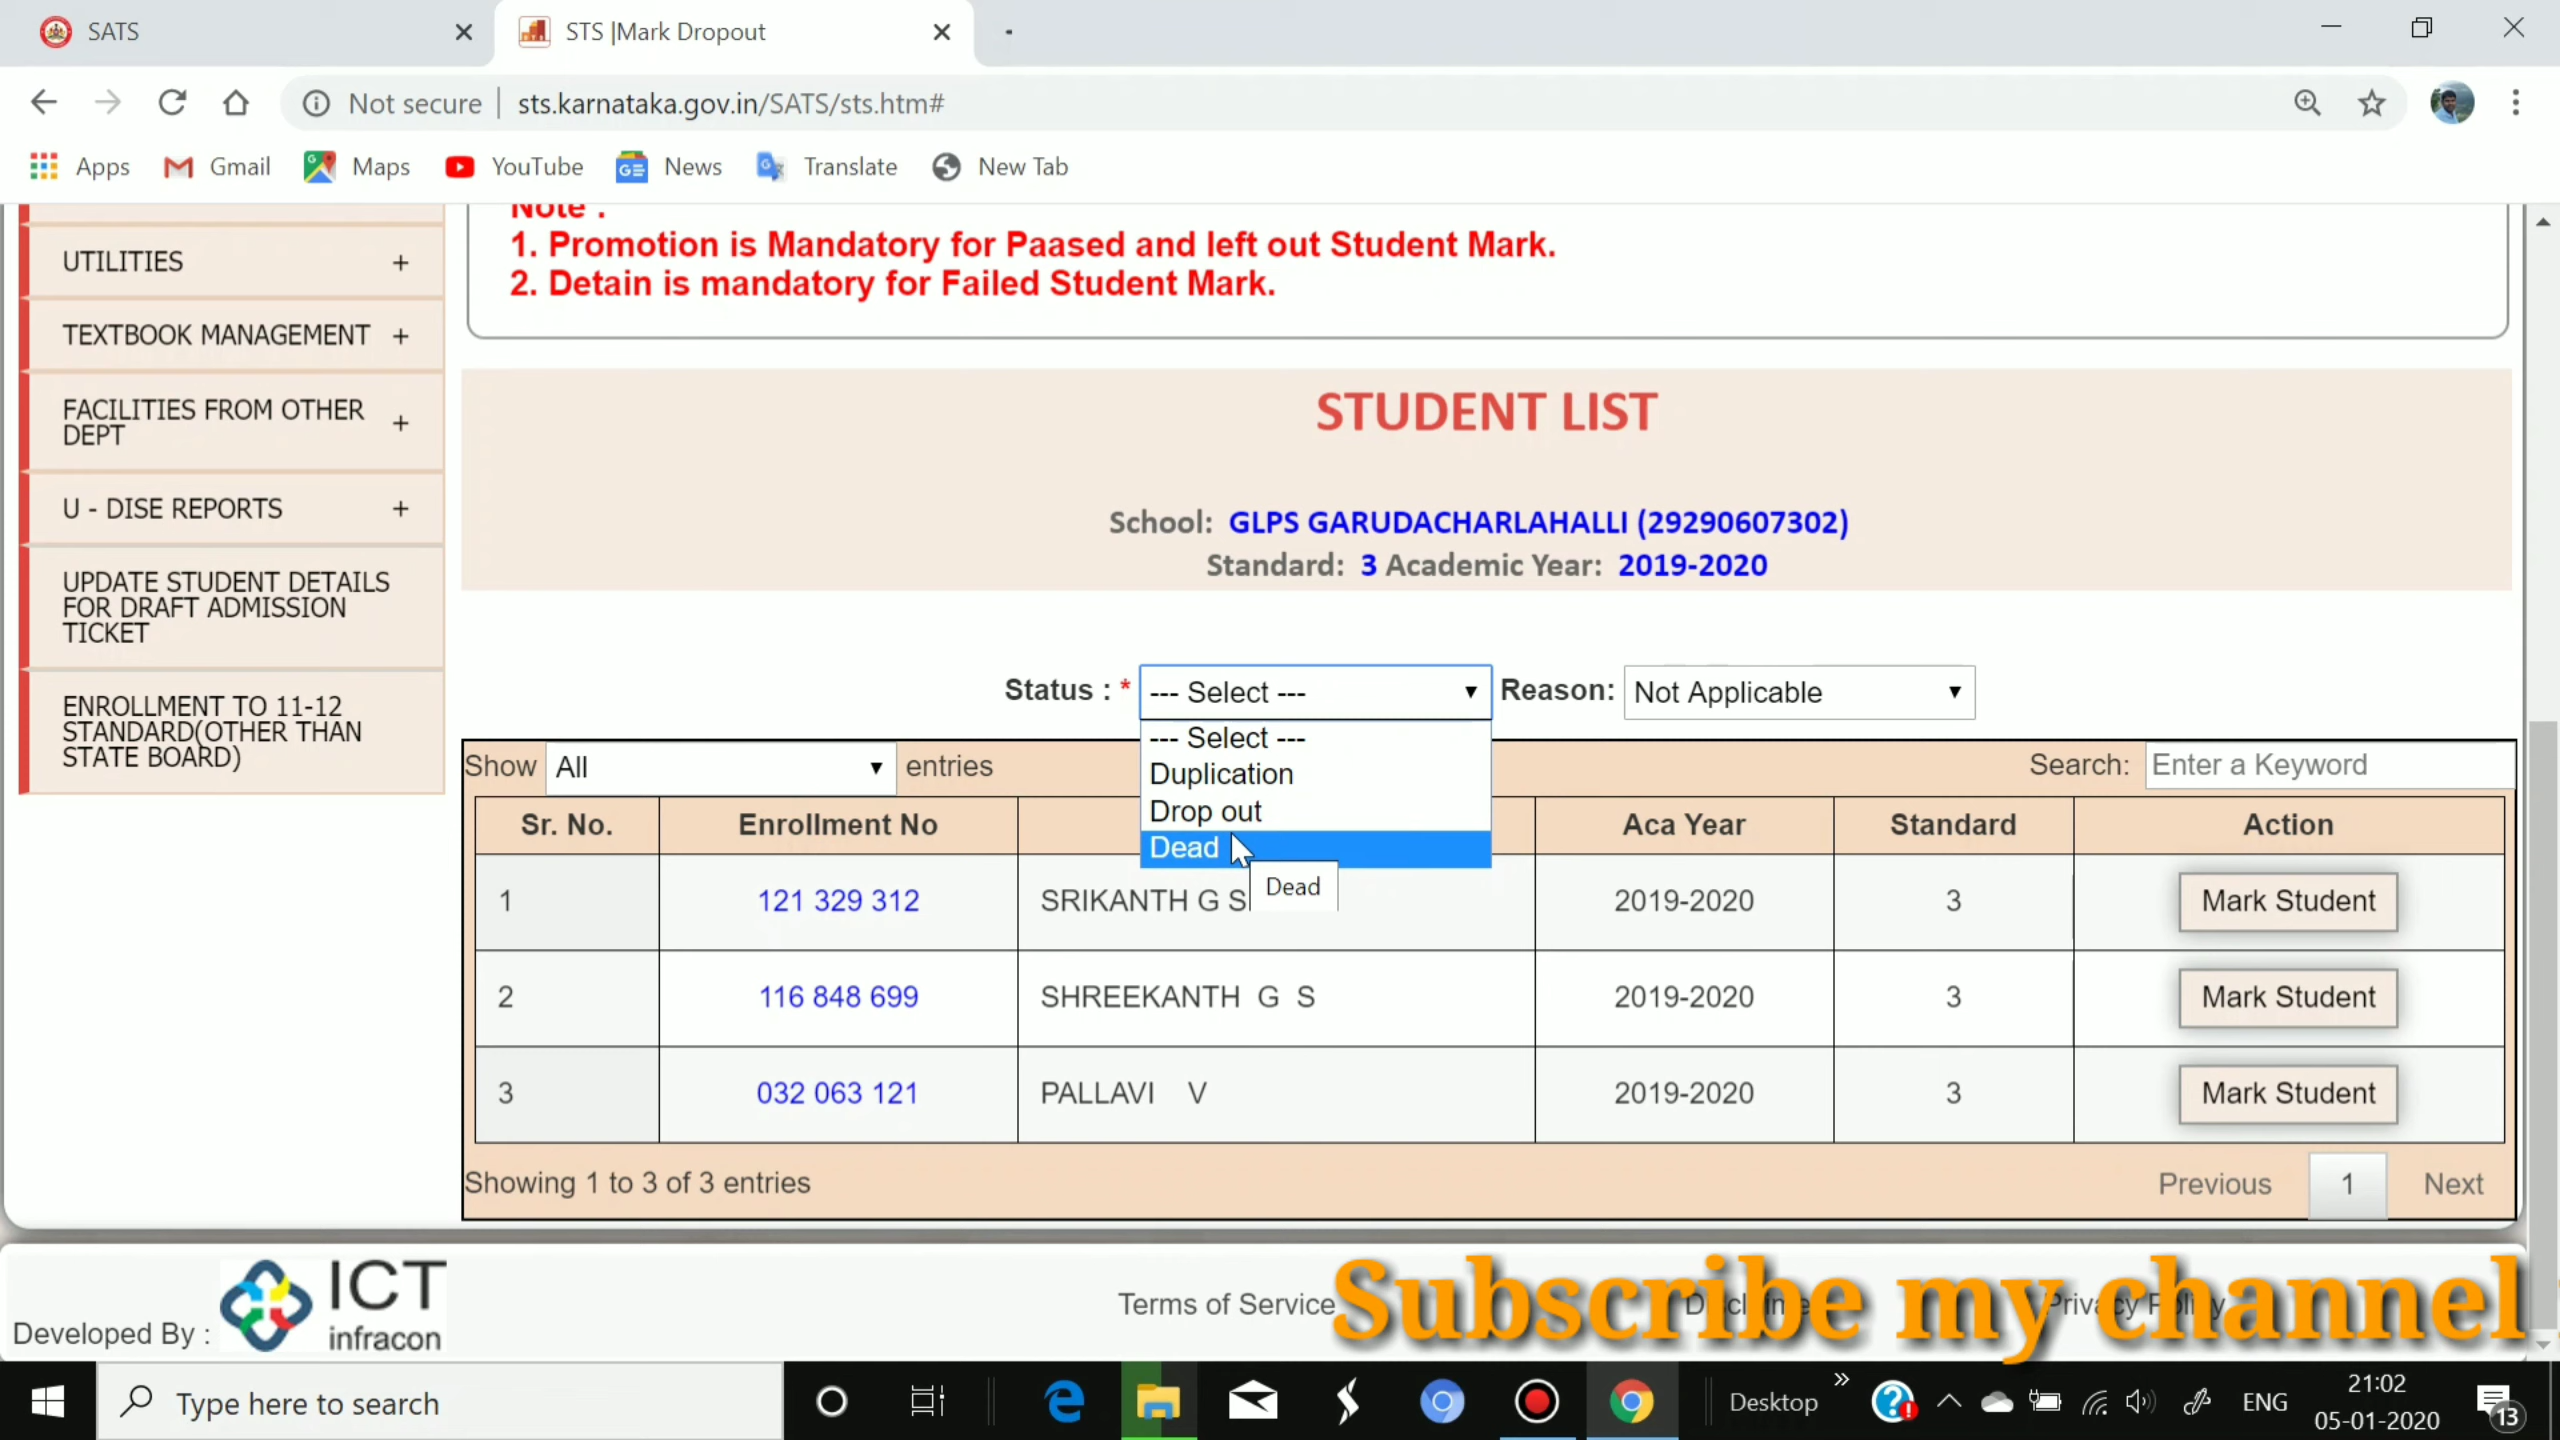 SATS
STS |Mark Dropout
Not secure
sts.karnataka.gov.in/SATS/sts.htm#
Apps
Gmail
Maps
YouTube
News
Translate
New Tab
Note :
1. Promotion is Mandatory for Paased and left out Student Mark.
2. Detain is mandatory for Failed Student Mark.
UTILITIES +
TEXTBOOK MANAGEMENT +
FACILITIES FROM OTHER
DEPT +
U - DISE REPORTS +
UPDATE STUDENT DETAILS
FOR DRAFT ADMISSION
TICKET
ENROLLMENT TO 11-12
STANDARD(OTHER THAN
STATE BOARD)
STUDENT LIST
School: GLPS GARUDACHARLAHALLI (29290607302)
Standard: 3 Academic Year: 2019-2020
Status : * --- Select --- Reason: Not Applicable
--- Select ---
Duplication
Drop out
Dead
Dead
Show All entries
Search: Enter a Keyword
Sr. No. Enrollment No Aca Year Standard Action
1 121 329 312 SRIKANTH G S 2019-2020 3 Mark Student
2 116 848 699 SHREEKANTH G S 2019-2020 3 Mark Student
3 032 063 121 PALLAVI V 2019-2020 3 Mark Student
Showing 1 to 3 of 3 entries
Previous 1 Next
Developed By :
ICT
infracon
Terms of Service
Disclaimer
Privacy Policy
Subscribe my channel
Type here to search
Desktop
ENG
21:02
05-01-2020
13